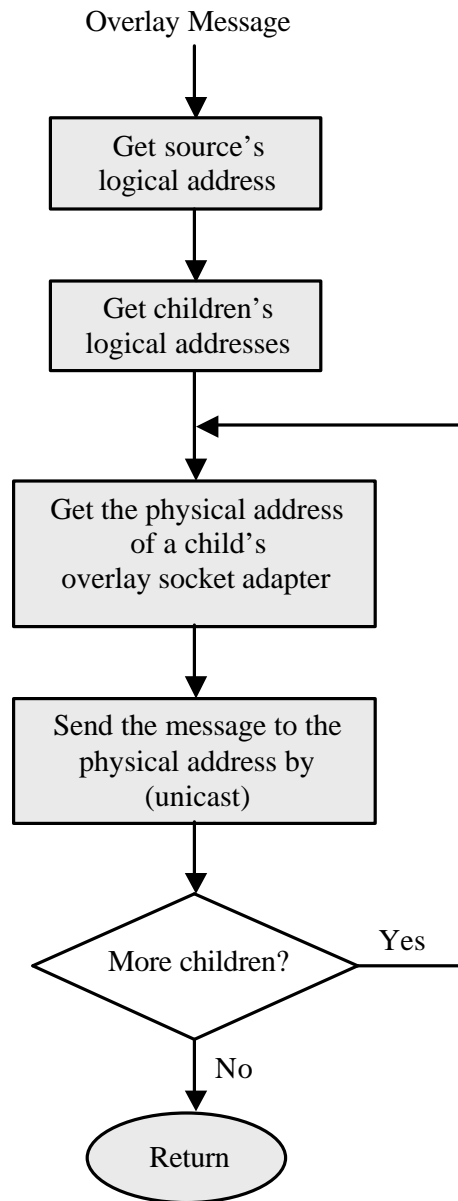 Overlay Message
Get source’s
logical address
Get children’s
logical addresses
Get the physical address
of a child’s
overlay socket adapter
Send the message to the
physical address by
(unicast)
More children?
Yes
No
Return